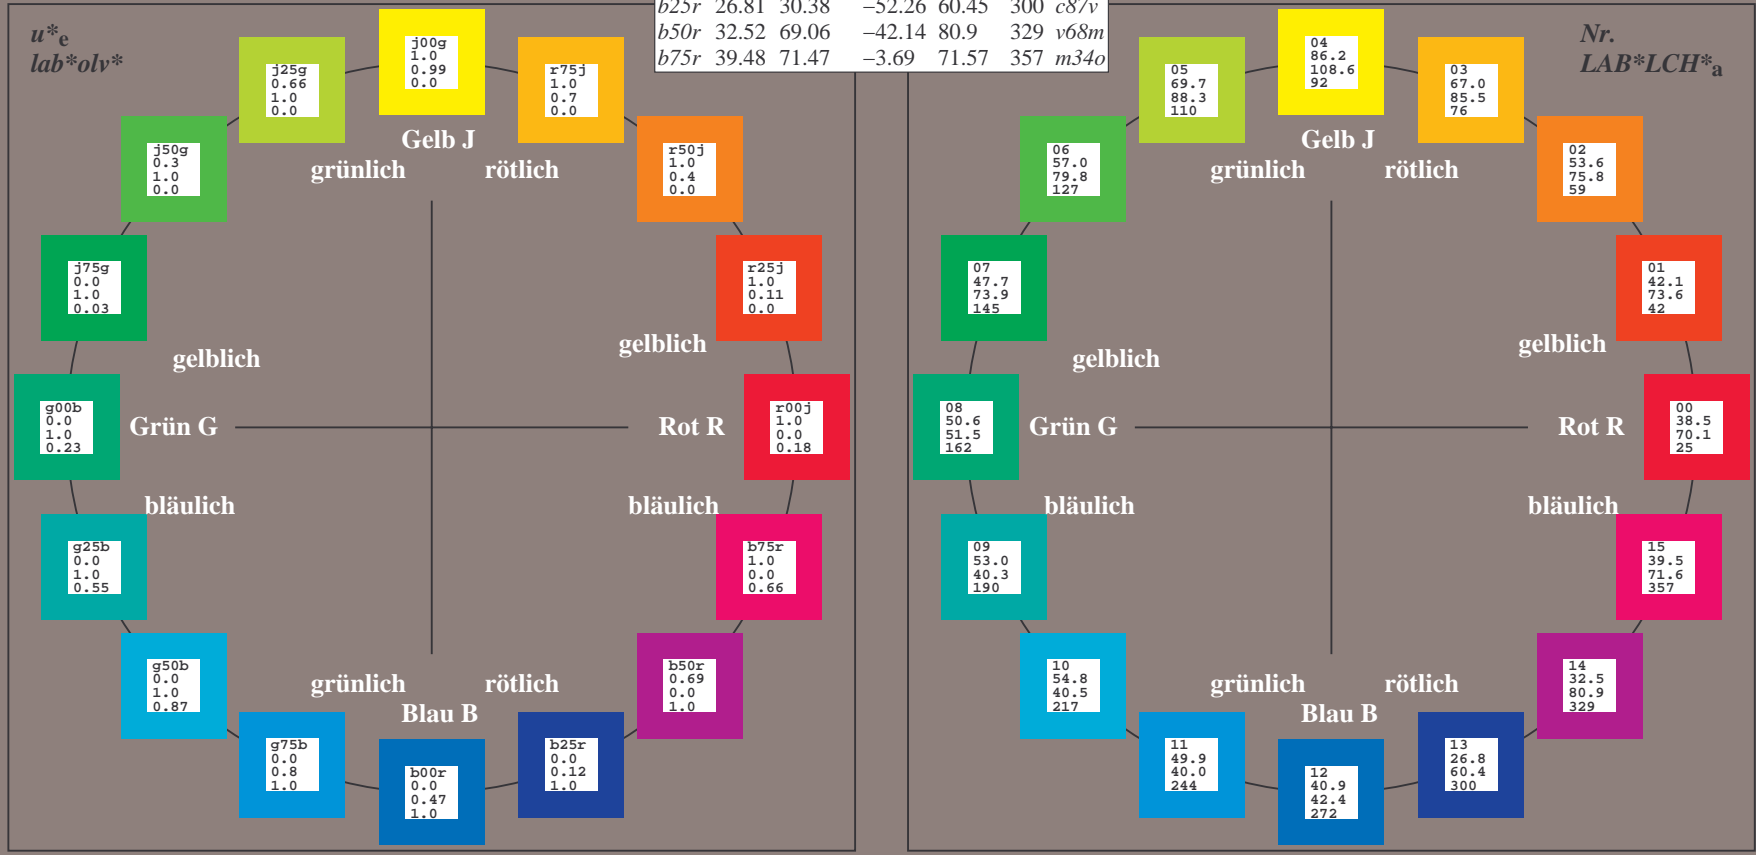 b25r 26.81 30.38 −52.26 60.45 300 c87v
b50r 32.52 69.06 −42.14 80.9 329 v68m
b75r 39.48 71.47 −3.69 71.57 357 m34o
u*e
lab*olv*
j00g
1.0
0.99
0.0
j25g
0.66
1.0
0.0
r75j
1.0
0.7
0.0
Gelb J
grünlich rötlich
j50g
0.3
1.0
0.0
r50j
1.0
0.4
0.0
j75g
0.0
1.0
0.03
r25j
1.0
0.11
0.0
gelblich
gelblich
g00b
0.0
1.0
0.23
Grün G
Rot R
r00j
1.0
0.0
0.18
bläulich
bläulich
g25b
0.0
1.0
0.55
b75r
1.0
0.0
0.66
g50b
0.0
1.0
0.87
b50r
0.69
0.0
1.0
grünlich rötlich
Blau B
g75b
0.0
0.8
1.0
b00r
0.0
0.47
1.0
b25r
0.0
0.12
1.0
Nr.
LAB*LCH*a
04
86.2
108.6
92
05
69.7
88.3
110
03
67.0
85.5
76
Gelb J
grünlich rötlich
06
57.0
79.8
127
02
53.6
75.8
59
07
47.7
73.9
145
01
42.1
73.6
42
gelblich
gelblich
08
50.6
51.5
162
Grün G
Rot R
00
38.5
70.1
25
bläulich
bläulich
09
53.0
40.3
190
15
39.5
71.6
357
10
54.8
40.5
217
14
32.5
80.9
329
grünlich rötlich
Blau B
11
49.9
40.0
244
12
40.9
42.4
272
13
26.8
60.4
300